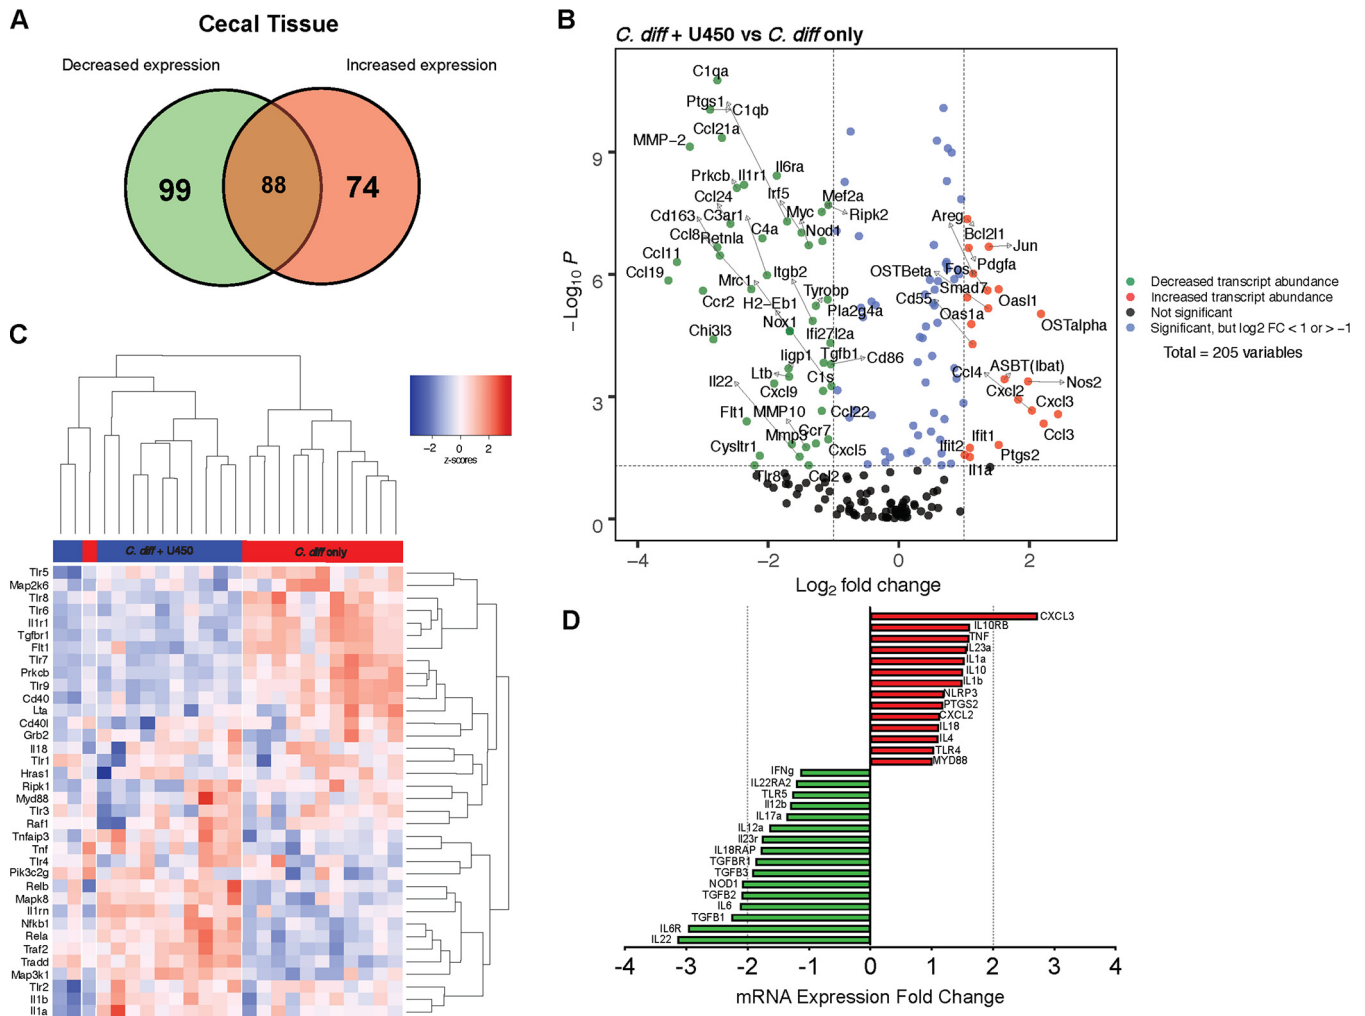 A
Cecal Tissue
Decreased expression
Increased expression
99
88
74
B
C. diff + U450 vs C. diff only
C1qa
Ptgs1
C1qb
Ccl21a
MMP-2
Il6ra
Prkcb
Il1r1
Irf5
Mef2a
Ccl24
Ripk2
Cd163
C3ar1
Myc
Areg
Ccl8
Retnla
C4a
Nod1
Bcl2l1
Jun
Ccl11
Pdgfa
Ccl19
Mrc1
Itgb2
OSTBeta
Fos
Smad7
Ccr2
H2-Eb1
Tyrobp
Cd55
Oasl1
Pla2g4a
Oas1a
OSTalpha
Nox1
Chi3l3
Ifi27l2a
Iigp1
Tgfb1
Cd86
ASBT(Ibat)
Il22
Ltb
C1s
Ccl4
Nos2
Cxcl9
Cxcl2
Cxcl3
Flt1
MMP10
Ccl22
Ccr7
Ccl3
Cysltr1
Mmp3
Cxcl5
Ifit2
Ifit1
Ptgs2
Tlr8
Ccl2
Il1a
9
6
3
0
−Log10 P
−4
−2
0
2
Log2 fold change
Decreased transcript abundance
Increased transcript abundance
Not significant
Significant, but log2 FC < 1 or > −1
Total = 205 variables
C
−2
0
2
z-scores
C. diff + U450
C. diff only
Tlr5
Map2k6
Tlr8
Tlr6
Il1r1
Tgfbr1
Flt1
Tlr7
Prkcb
Tlr9
Cd40
Lta
Cd40l
Grb2
Il18
Tlr1
Hras1
Ripk1
Myd88
Tlr3
Raf1
Tnfaip3
Tnf
Tlr4
Pik3c2g
Relb
Mapk8
Il1rn
Nfkb1
Rela
Traf2
Tradd
Map3k1
Tlr2
Il1b
Il1a
D
CXCL3
IL10RB
TNF
IL23a
IL1a
IL10
IL1b
NLRP3
PTGS2
CXCL2
IL18
IL4
TLR4
MYD88
IFNg
IL22RA2
TLR5
Il12b
IL17a
IL12a
Il23r
IL18RAP
TGFBR1
TGFB3
NOD1
TGFB2
IL6
TGFB1
IL6R
IL22
-4
-3
-2
-1
0
1
2
3
4
mRNA Expression Fold Change